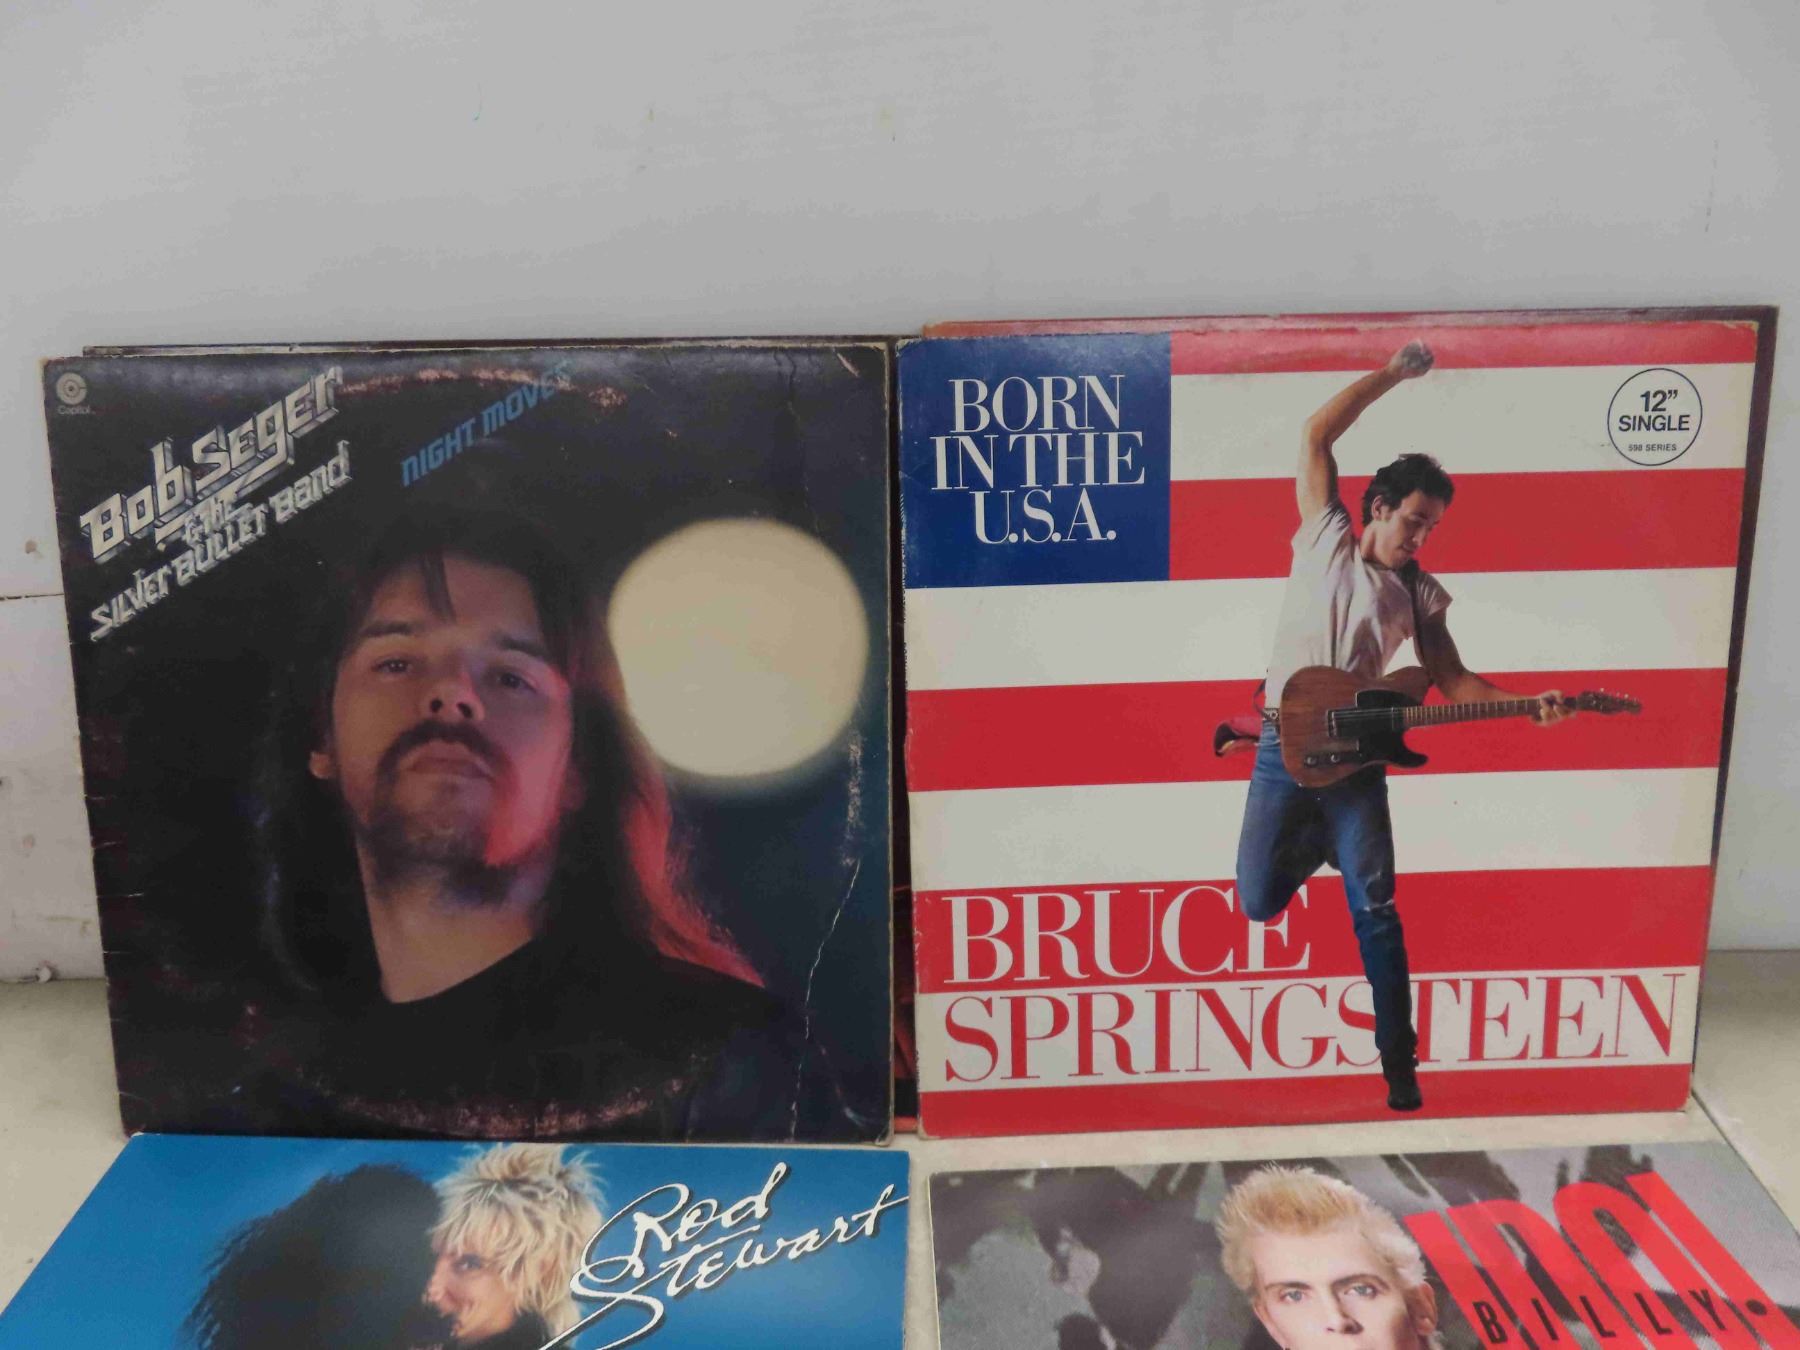 Capitol
Bob Seger
& THE
SILVER BULLET BAND
NIGHT MOVES
BORN
IN THE
U.S.A.
12”
SINGLE
598 SERIES
BRUCE
SPRINGSTEEN
Rod
Stewart
IDOL
BILLY